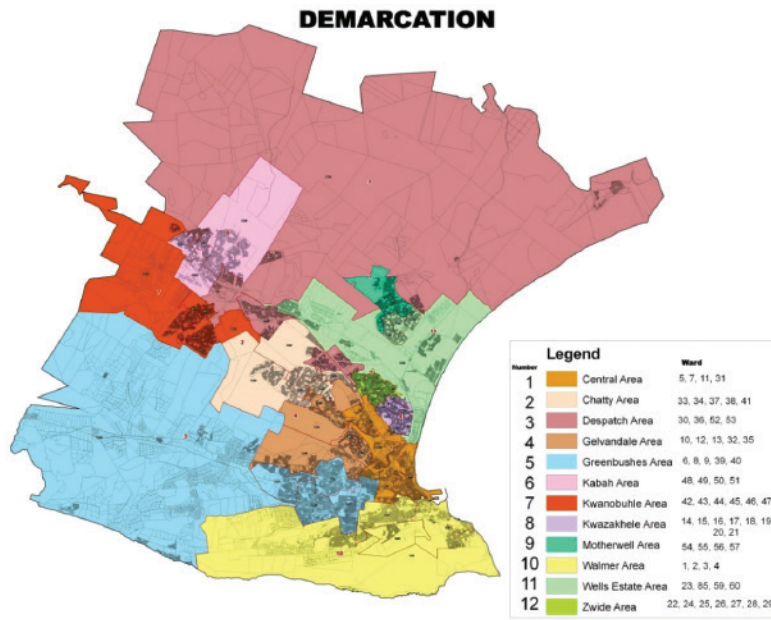 DEMARCATION
Legend
Number Ward
1 Central Area 5, 7, 11, 31
2 Chatty Area 33, 34, 37, 38, 41
3 Despatch Area 30, 36, 52, 53
4 Gelvandale Area 10, 12, 13, 32, 35
5 Greenbushes Area 6, 8, 9, 39, 40
6 Kabah Area 48, 49, 50, 51
7 Kwanobuhle Area 42, 43, 44, 45, 46, 47
8 Kwazakhele Area 14, 15, 16, 17, 18, 19
20, 21
9 Motherwell Area 54, 55, 56, 57
10 Walmer Area 1, 2, 3, 4
11 Wells Estate Area 23, 85, 59, 60
12 Zwide Area 22, 24, 25, 26, 27, 28, 29